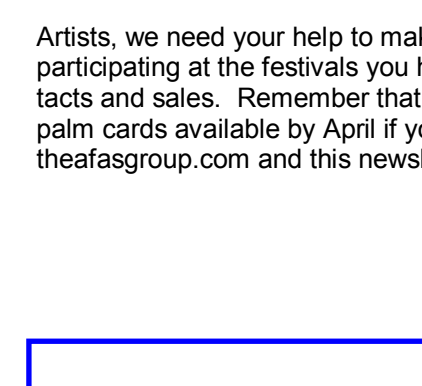 Artists, we need your help to mak
participating at the festivals you h
tacts and sales.  Remember that
palm cards available by April if yo
theafasgroup.com and this newsl